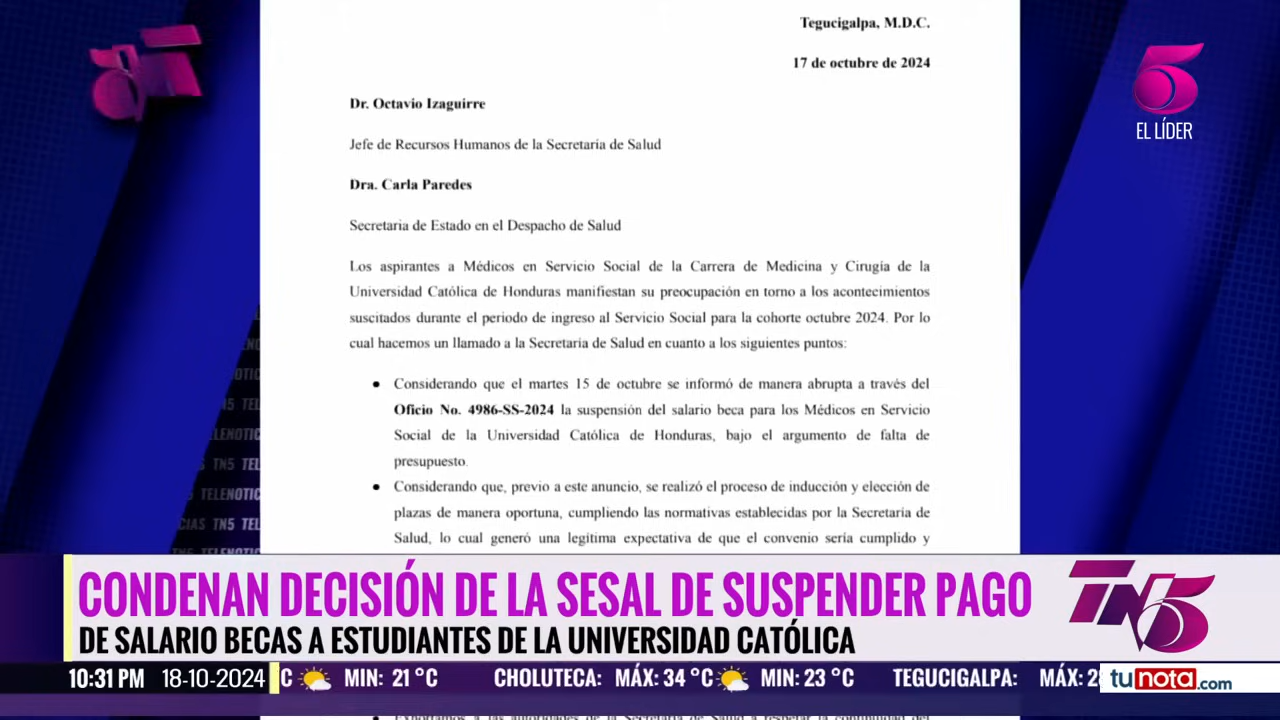 Tegucigalpa, M.D.C.
17 de octubre de 2024
Dr. Octavio Izaguirre
Jefe de Recursos Humanos de la Secretaría de Salud
Dra. Carla Paredes
Secretaria de Estado en el Despacho de Salud
Los aspirantes a Médicos en Servicio Social de la Carrera de Medicina y Cirugía de la
Universidad Católica de Honduras manifiestan su preocupación en torno a los acontecimientos
suscitados durante el periodo de ingreso al Servicio Social para la cohorte octubre 2024. Por lo
cual hacemos un llamado a la Secretaría de Salud en cuanto a los siguientes puntos:
● Considerando que el martes 15 de octubre se informó de manera abrupta a través del
Oficio No. 4986-SS-2024 la suspensión del salario beca para los Médicos en Servicio
Social de la Universidad Católica de Honduras, bajo el argumento de falta de
presupuesto.
● Considerando que, previo a este anuncio, se realizó el proceso de inducción y elección de
plazas de manera oportuna, cumpliendo las normativas establecidas por la Secretaría de
Salud, lo cual generó una legítima expectativa de que el convenio sería cumplido y
5
EL LÍDER
TN5 TEL
TELENOTIC
CIAS TN5 TELE
CONDENAN DECISIÓN DE LA SESAL DE SUSPENDER PAGO
DE SALARIO BECAS A ESTUDIANTES DE LA UNIVERSIDAD CATÓLICA
TN5
10:31 PM 18-10-2024 C MIN: 21 °C CHOLUTECA: MÁX: 34 °C MIN: 23 °C TEGUCIGALPA: MÁX: 2
tunota.com